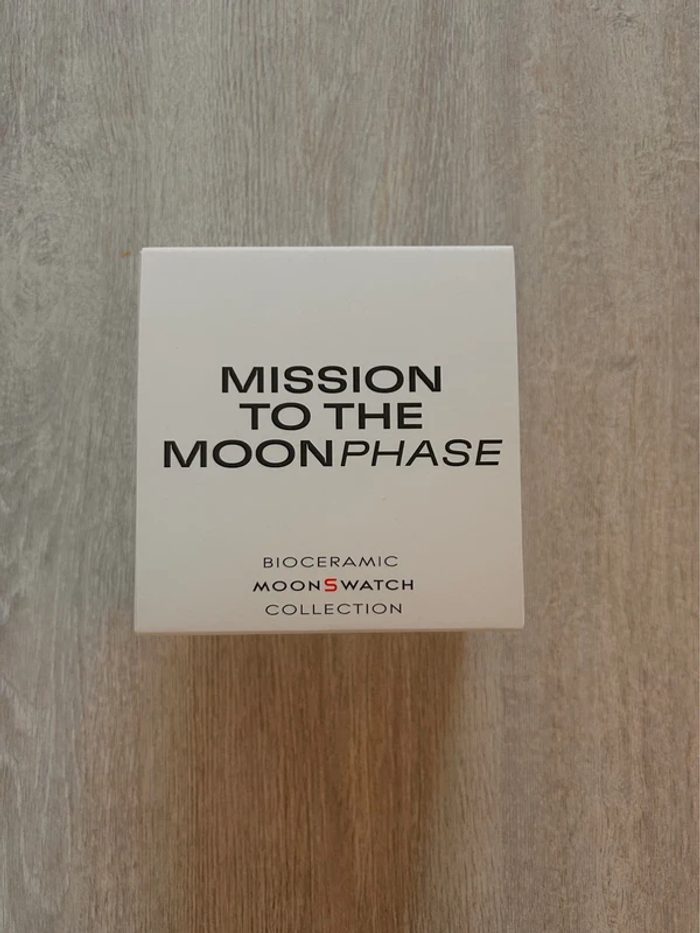 MISSION
TO THE
MOONPHASE
BIOCERAMIC
MOONSWATCH
COLLECTION